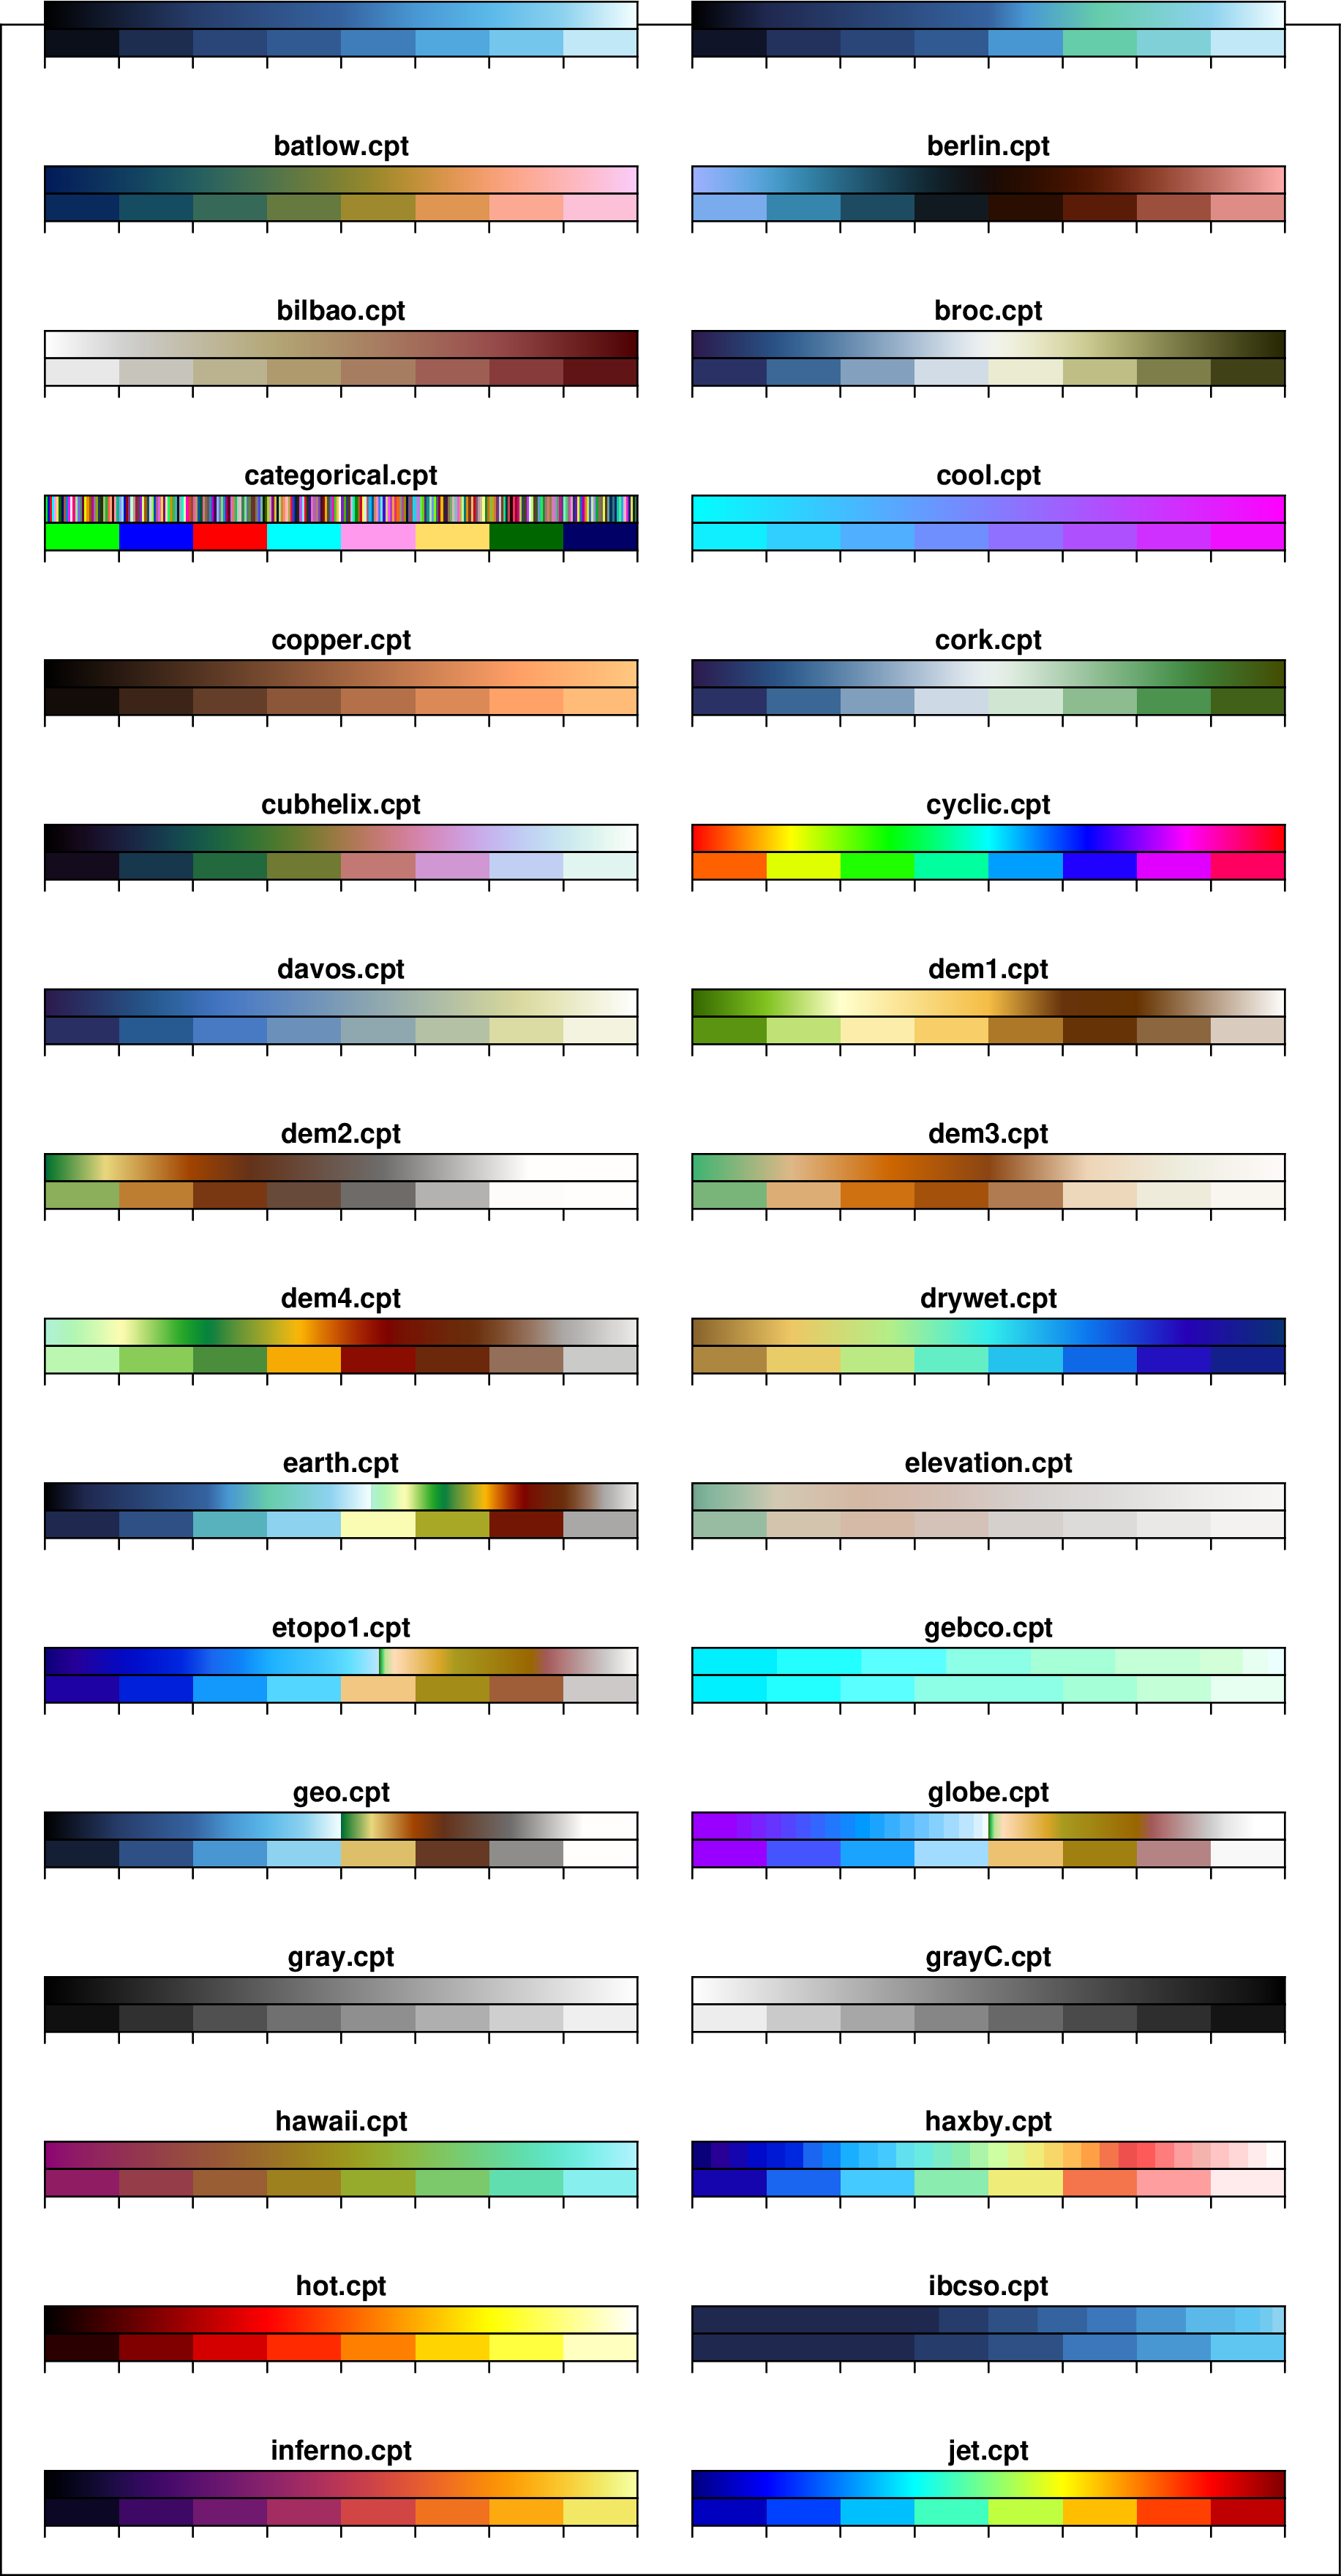 batlow.cpt berlin.cpt
bilbao.cpt broc.cpt
categorical.cpt cool.cpt
copper.cpt cork.cpt
cubhelix.cpt cyclic.cpt
davos.cpt dem1.cpt
dem2.cpt dem3.cpt
dem4.cpt drywet.cpt
earth.cpt elevation.cpt
etopo1.cpt gebco.cpt
geo.cpt globe.cpt
gray.cpt grayC.cpt
hawaii.cpt haxby.cpt
hot.cpt ibcso.cpt
inferno.cpt jet.cpt